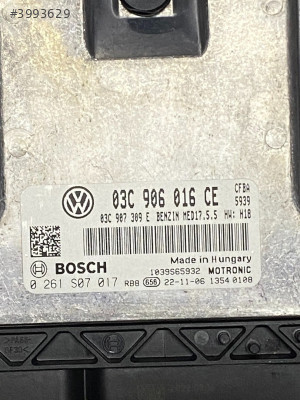 #3993629
03C 906 016 CE CFBA
5939
03C 907 309 E BENZIN MED17.5.5 HW: H18
Made in Hungary
BOSCH 1039S65932 MOTRONIC
0 261 S07 017 RBB 656 22-11-06 1354 0108